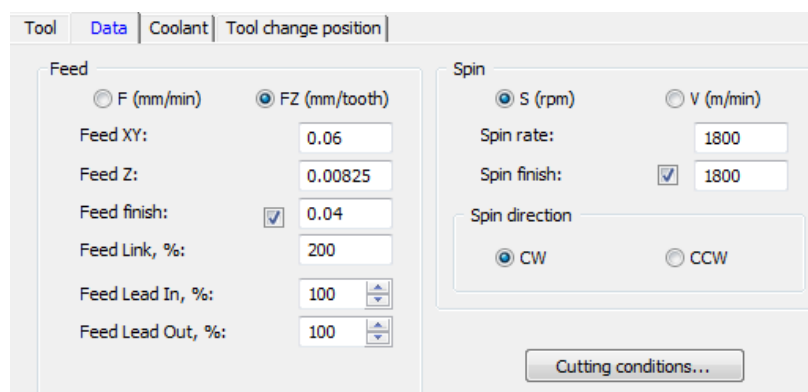 Tool Data Coolant Tool change position
Feed
F (mm/min) FZ (mm/tooth)
Feed XY: 0.06
Feed Z: 0.00825
Feed finish: 0.04
Feed Link, %: 200
Feed Lead In, %: 100
Feed Lead Out, %: 100
Spin
S (rpm) V (m/min)
Spin rate: 1800
Spin finish: 1800
Spin direction
CW CCW
Cutting conditions...